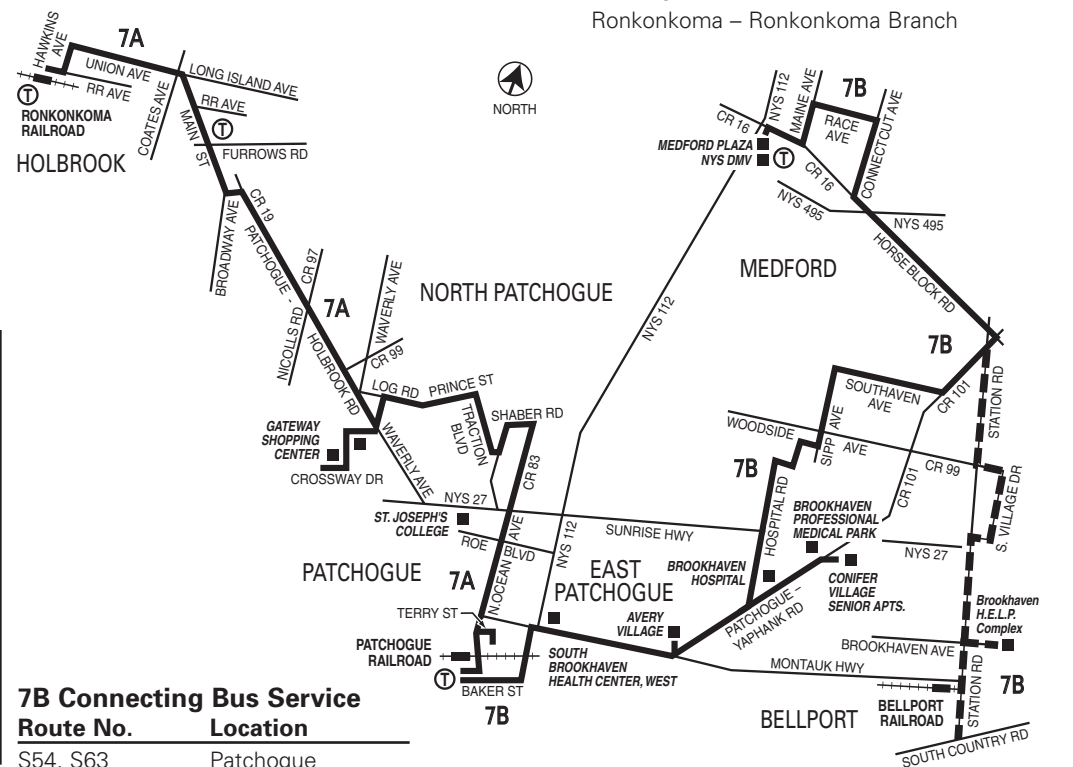 Ronkonkoma – Ronkonkoma Branch
HAWKINS
AVE
7A
UNION AVE
RR AVE
T
RONKONKOMA
RAILROAD
HOLBROOK
COATES AVE
LONG ISLAND AVE
RR AVE
T
MAIN ST
FURROWS RD
NORTH
BROADWAY AVE
CR 19
PATCHOGUE -
HOLBROOK RD
NICOLLS RD
CR 97
7A
WAVERLY AVE
CR 99
NORTH PATCHOGUE
LOG RD
PRINCE ST
TRACTION
BLVD
SHABER RD
CR 83
GATEWAY
SHOPPING
CENTER
CROSSWAY DR
WAVERLY AVE
NYS 27
ST. JOSEPH'S
COLLEGE
ROE BLVD
PATCHOGUE
7A
N.OCEAN AVE
NYS 112
TERRY ST
PATCHOGUE
RAILROAD
T
BAKER ST
7B
CR 16
NYS 112
MAINE AVE
7B
RACE
AVE
CONNECTICUT AVE
MEDFORD PLAZA
NYS DMV
T
CR 16
NYS 495
NYS 495
MEDFORD
HORSE BLOCK RD
NYS 112
7B
SOUTHAVEN
AVE
CR 101
STATION RD
WOODSIDE AVE
SIPP AVE
CR 99
7B
HOSPITAL RD
CR 101
S. VILLAGE DR
BROOKHAVEN
PROFESSIONAL
MEDICAL PARK
SUNRISE HWY
NYS 27
EAST
PATCHOGUE
BROOKHAVEN
HOSPITAL
CONIFER
VILLAGE
SENIOR APTS.
AVERY
VILLAGE
PATCHOGUE –
YAPHANK RD
Brookhaven
H.E.L.P.
Complex
BROOKHAVEN AVE
SOUTH
BROOKHAVEN
HEALTH CENTER, WEST
MONTAUK HWY
STATION RD
7B
BELLPORT
BELLPORT
RAILROAD
SOUTH COUNTRY RD
7B Connecting Bus Service
Route No. Location
S54, S63 Patchogue